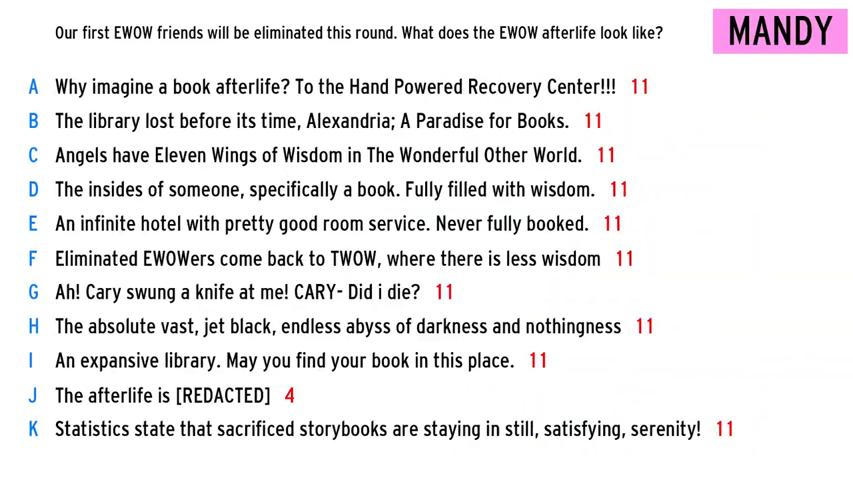 Our first EWOW friends will be eliminated this round. What does the EWOW afterlife look like?
MANDY
A Why imagine a book afterlife? To the Hand Powered Recovery Center!!! 11
B The library lost before its time, Alexandria; A Paradise for Books. 11
C Angels have Eleven Wings of Wisdom in The Wonderful Other World. 11
D The insides of someone, specifically a book. Fully filled with wisdom. 11
E An infinite hotel with pretty good room service. Never fully booked. 11
F Eliminated EWOWers come back to TWOW, where there is less wisdom 11
G Ah! Cary swung a knife at me! CARY- Did i die? 11
H The absolute vast, jet black, endless abyss of darkness and nothingness 11
I An expansive library. May you find your book in this place. 11
J The afterlife is [REDACTED] 4
K Statistics state that sacrificed storybooks are staying in still, satisfying, serenity! 11